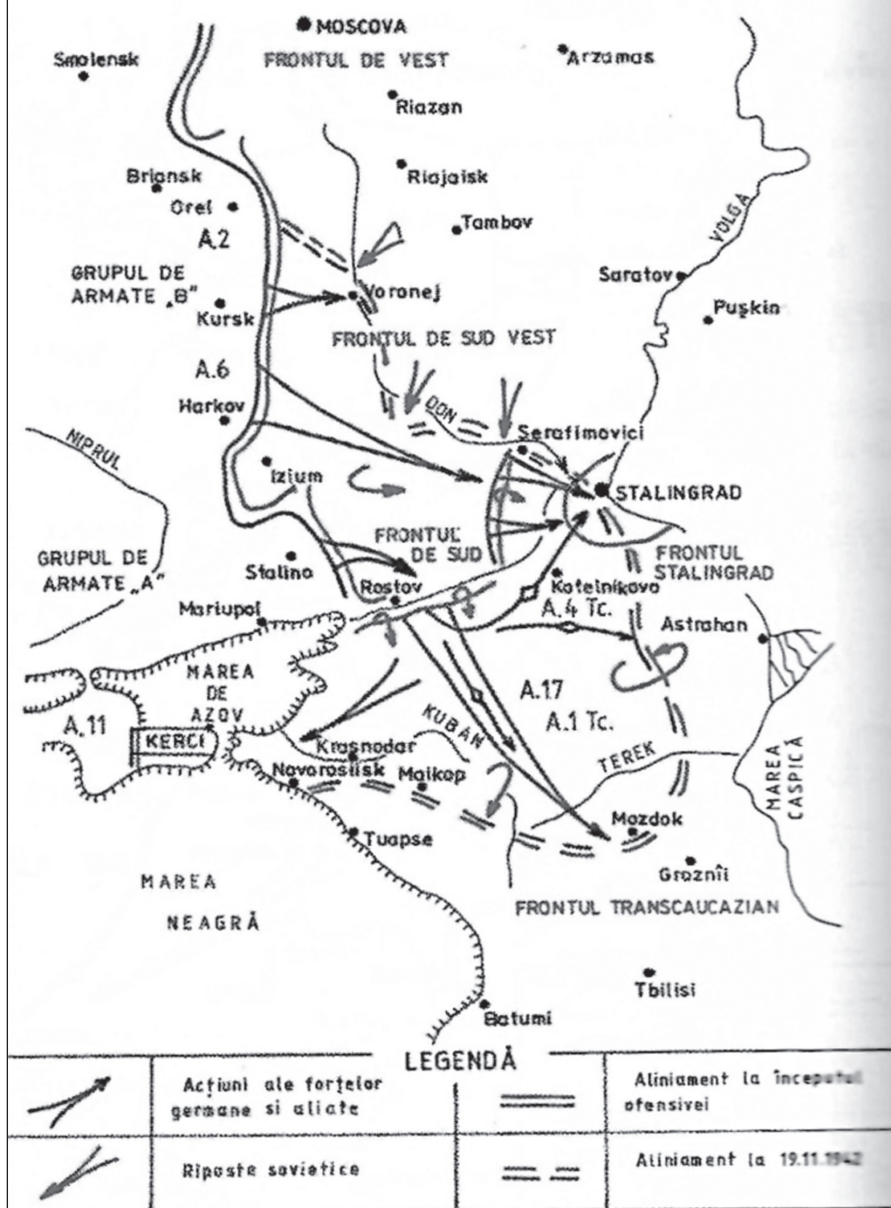 MOSCOVA
Smolensk
FRONTUL DE VEST
Arzamas
Riazan
Briansk
Riajaisk
Orel
Tambov
A.2
VOLGA
GRUPUL DE
ARMATE „B"
Saratov
Voronej
Kursk
Pușkin
FRONTUL DE SUD VEST
A.6
Harkov
DON
Serafimovici
NIPRUL
Izium
STALINGRAD
FRONTUL
DE SUD
GRUPUL DE
ARMATE „A"
FRONTUL
STALINGRAD
Stalino
Rostov
Kotelnikovo
Mariupol
A.4 Tc.
Astrahan
MAREA
DE
AZOV
A.17
A.1 Tc.
A.11
KERCI
KUBAN
Krasnodar
TEREK
Novorosiisk
Maikop
MAREA
CASPICĂ
Mozdok
Tuapse
Groznîi
MAREA
NEAGRĂ
FRONTUL TRANSCAUCAZIAN
Tbilisi
Batumi
LEGENDĂ
Acțiuni ale forțelor
germane si aliate
Aliniament la începutul
ofensivei
Riposte sovietice
Aliniament la 19.11.1942